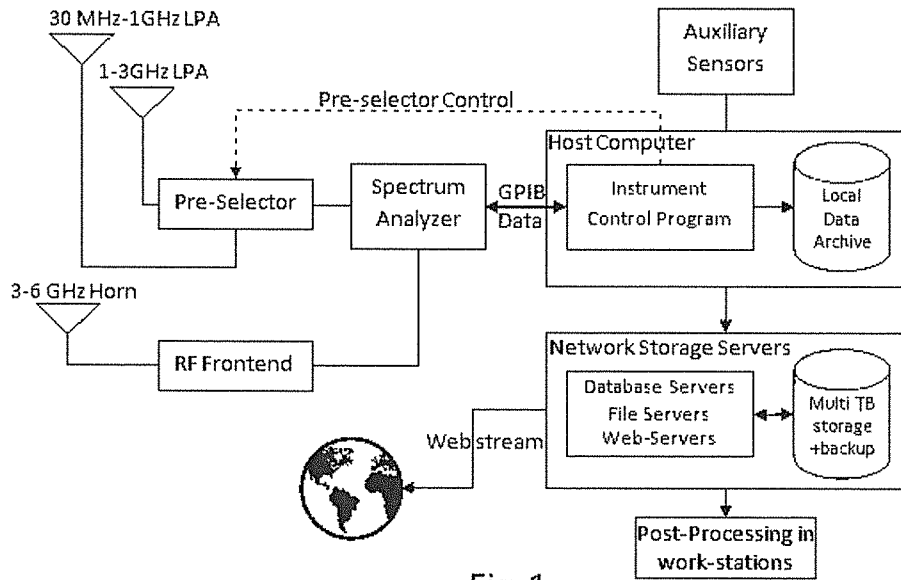 30 MHz-1GHz LPA
1-3GHz LPA
Auxiliary
Sensors
Pre-selector Control
Host Computer
Pre-Selector
Spectrum
Analyzer
GPIB
Data
Instrument
Control Program
Local
Data
Archive
3-6 GHz Horn
RF Frontend
Network Storage Servers
Database Servers
File Servers
Web-Servers
Multi TB
storage
+backup
Web stream
Post-Processing in
work-stations